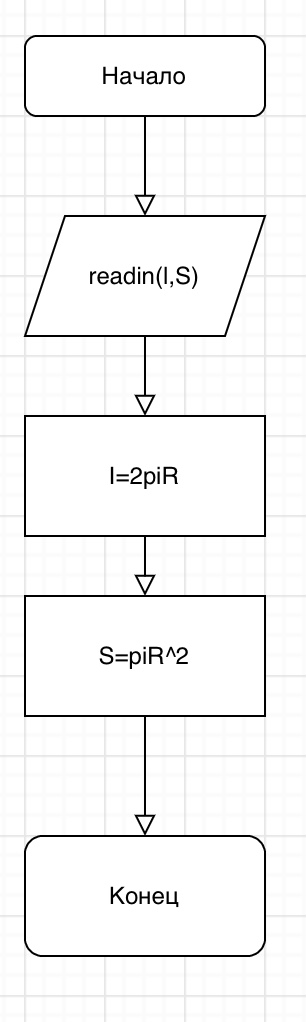 Начало
readin(l,S)
l=2piR
S=piR^2
Конец